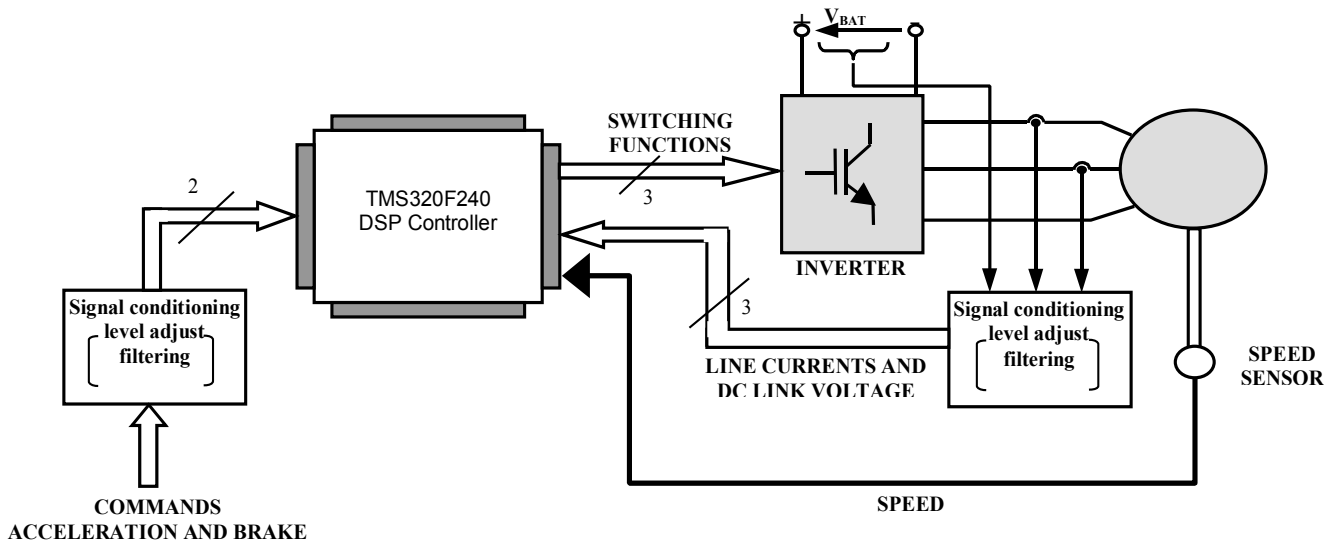 +
V BAT
-
SWITCHING
FUNCTIONS
3
2
TMS320F240
DSP Controller
INVERTER
Signal conditioning
level adjust
filtering
3
Signal conditioning
level adjust
filtering
LINE CURRENTS AND
DC LINK VOLTAGE
SPEED
SENSOR
SPEED
COMMANDS
ACCELERATION AND BRAKE